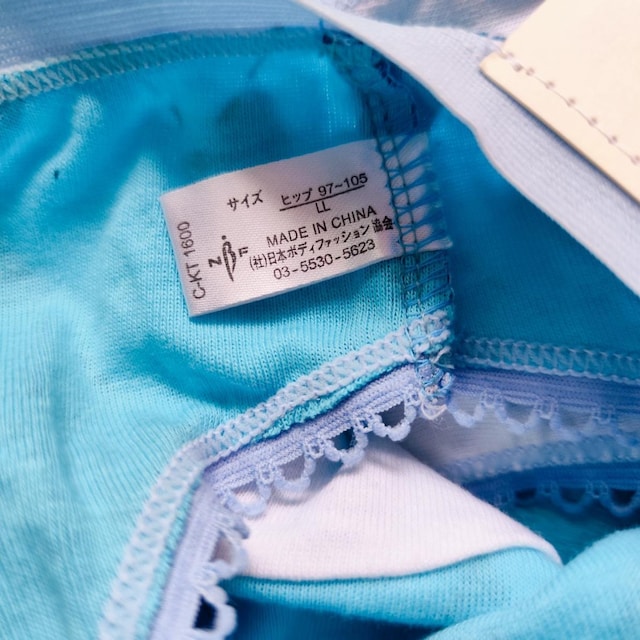 サイズ ヒップ 97-105
LL
MADE IN CHINA
NBF
(社)日本ボディファッション協会
03-5530-5623
C-KT 1600